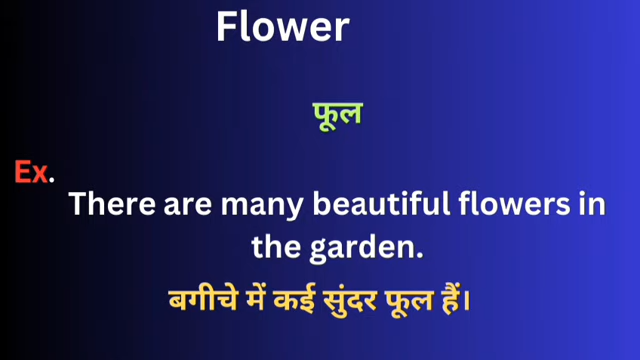 Flower
फूल
Ex.
There are many beautiful flowers in
the garden.
बगीचे में कई सुंदर फूल हैं।